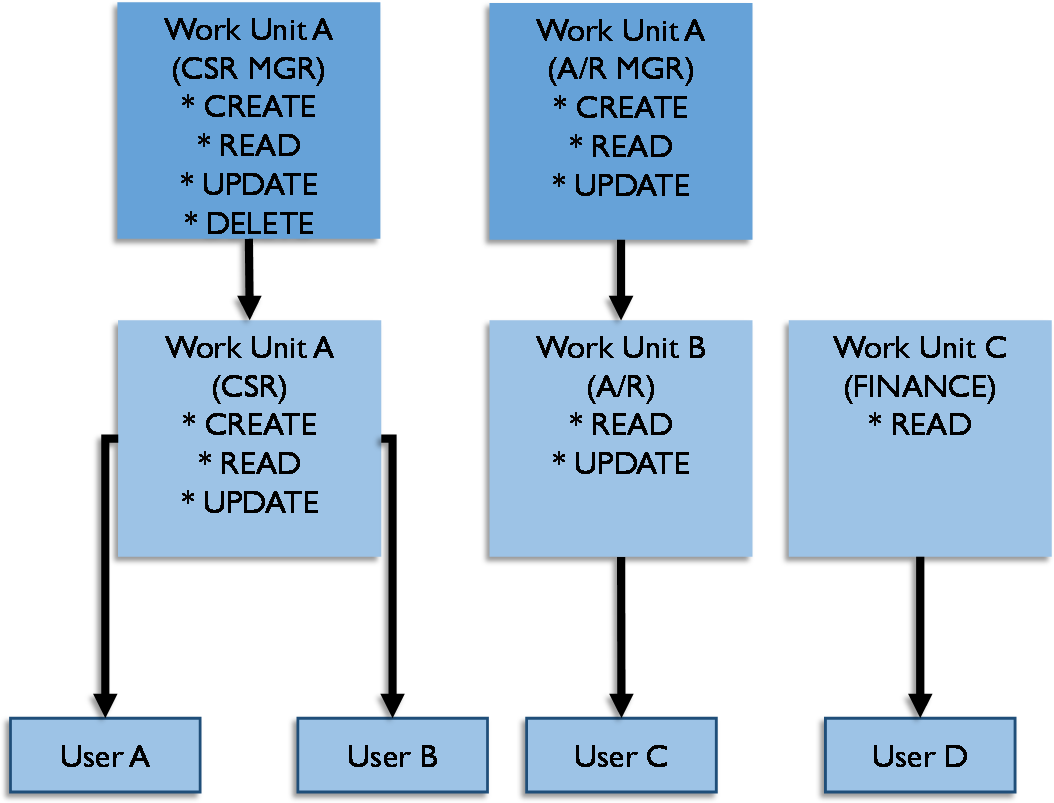 Work Unit A
(CSR MGR)
* CREATE
* READ
* UPDATE
* DELETE
Work Unit A
(A/R MGR)
* CREATE
* READ
* UPDATE
Work Unit A
(CSR)
* CREATE
* READ
* UPDATE
Work Unit B
(A/R)
* READ
* UPDATE
Work Unit C
(FINANCE)
* READ
User A
User B
User C
User D